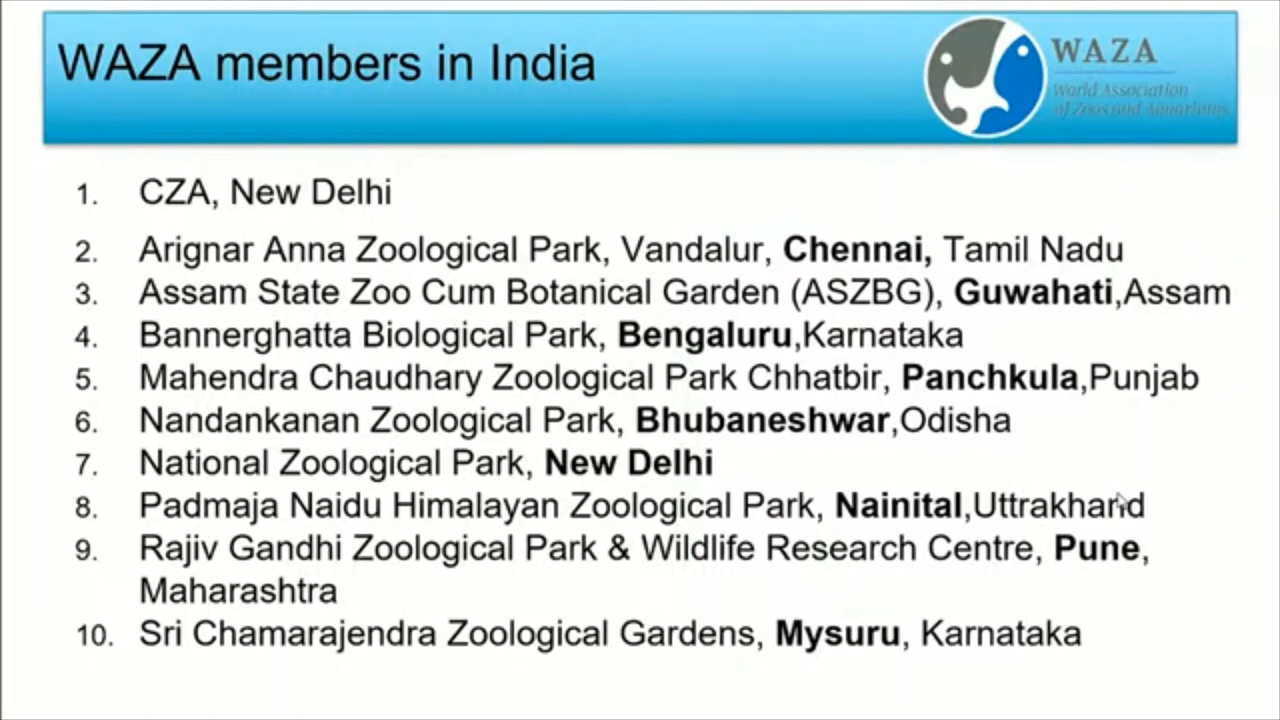 WAZA members in India
WAZA
World Association
of Zoos and Aquariums
1. CZA, New Delhi
2. Arignar Anna Zoological Park, Vandalur, Chennai, Tamil Nadu
3. Assam State Zoo Cum Botanical Garden (ASZBG), Guwahati,Assam
4. Bannerghatta Biological Park, Bengaluru,Karnataka
5. Mahendra Chaudhary Zoological Park Chhatbir, Panchkula,Punjab
6. Nandankanan Zoological Park, Bhubaneshwar,Odisha
7. National Zoological Park, New Delhi
8. Padmaja Naidu Himalayan Zoological Park, Nainital,Uttrakhand
9. Rajiv Gandhi Zoological Park & Wildlife Research Centre, Pune,
Maharashtra
10. Sri Chamarajendra Zoological Gardens, Mysuru, Karnataka